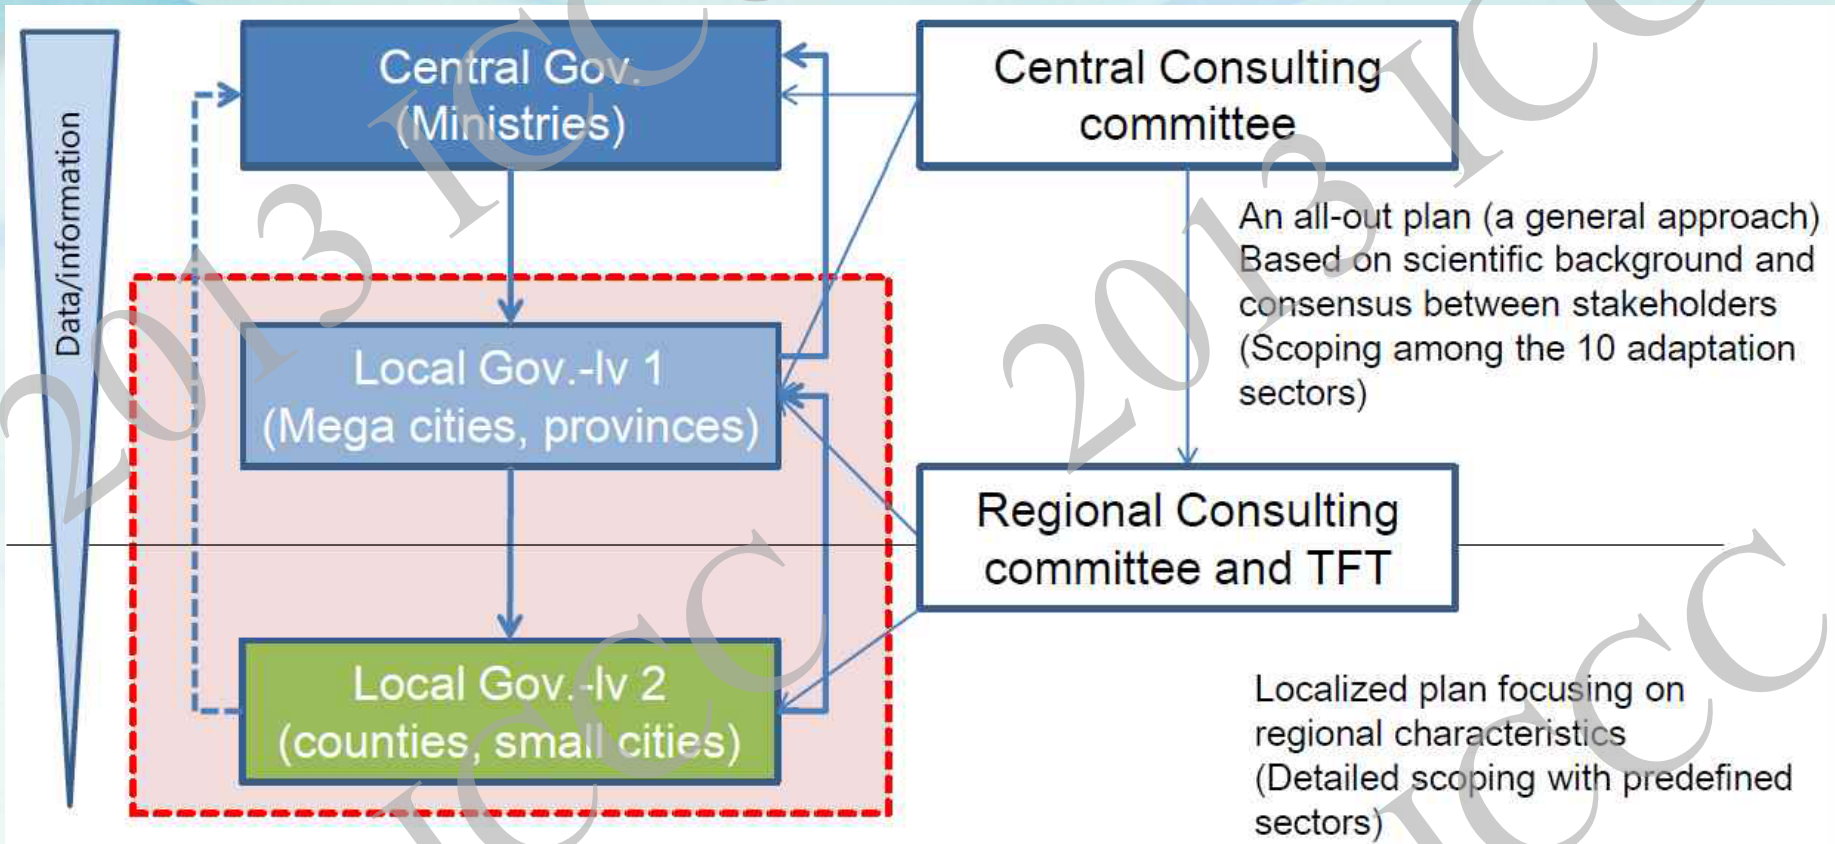 Data/information
Central Gov.
(Ministries)
Central Consulting
committee
An all-out plan (a general approach)
Based on scientific background and
consensus between stakeholders
(Scoping among the 10 adaptation
sectors)
Local Gov.-lv 1
(Mega cities, provinces)
Regional Consulting
committee and TFT
Local Gov.-lv 2
(counties, small cities)
Localized plan focusing on
regional characteristics
(Detailed scoping with predefined
sectors)
2013 ICC
2013 ICC
ICCC
ICCC